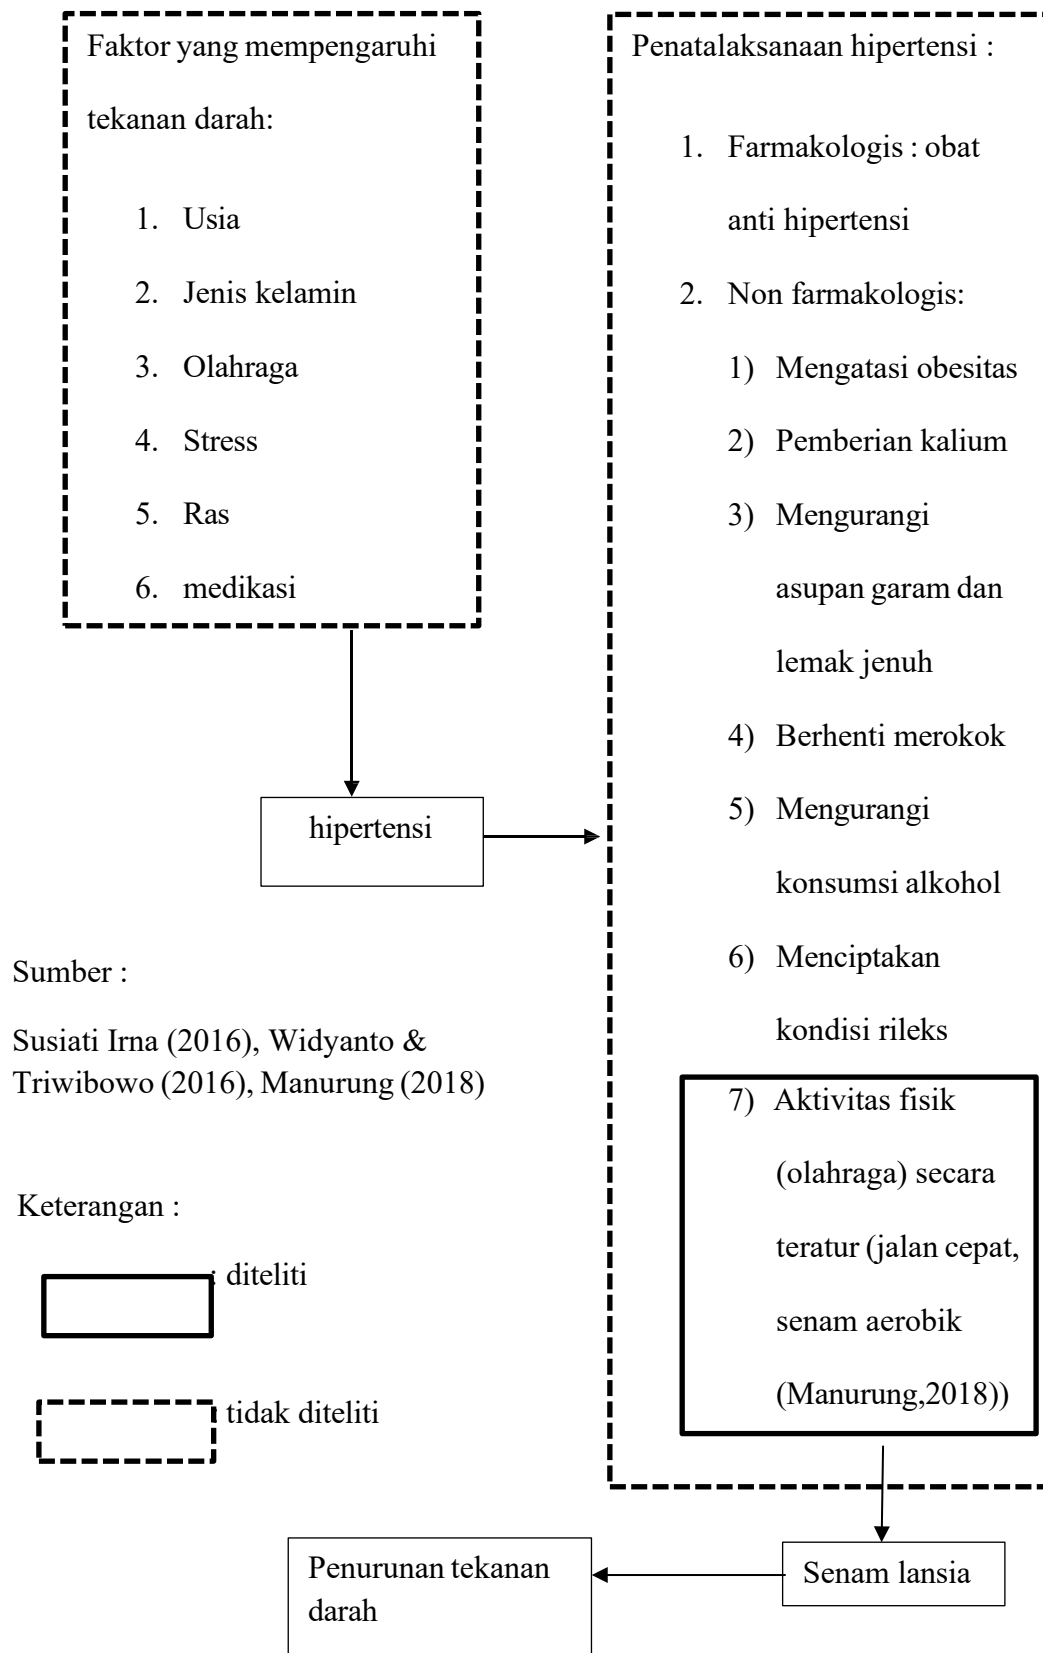 Faktor yang mempengaruhi
tekanan darah:
1. Usia
2. Jenis kelamin
3. Olahraga
4. Stress
5. Ras
6. medikasi
hipertensi
Penatalaksanaan hipertensi :
1. Farmakologis : obat
anti hipertensi
2. Non farmakologis:
1) Mengatasi obesitas
2) Pemberian kalium
3) Mengurangi
asupan garam dan
lemak jenuh
4) Berhenti merokok
5) Mengurangi
konsumsi alkohol
6) Menciptakan
kondisi rileks
7) Aktivitas fisik
(olahraga) secara
teratur (jalan cepat,
senam aerobik
(Manurung,2018))
Senam lansia
Penurunan tekanan
darah
Sumber :
Susiati Irna (2016), Widyanto &
Triwibowo (2016), Manurung (2018)
Keterangan :
: diteliti
: tidak diteliti